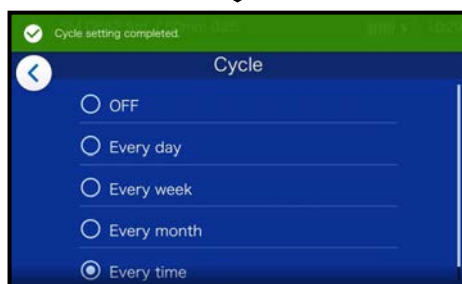 Cycle setting completed.
Cycle
OFF
Every day
Every week
Every month
Every time